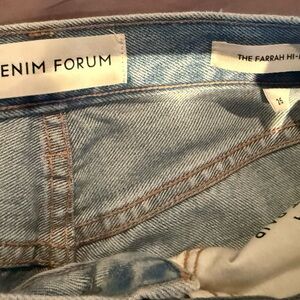 ENIM FORUM
THE FARRAH HI-
25